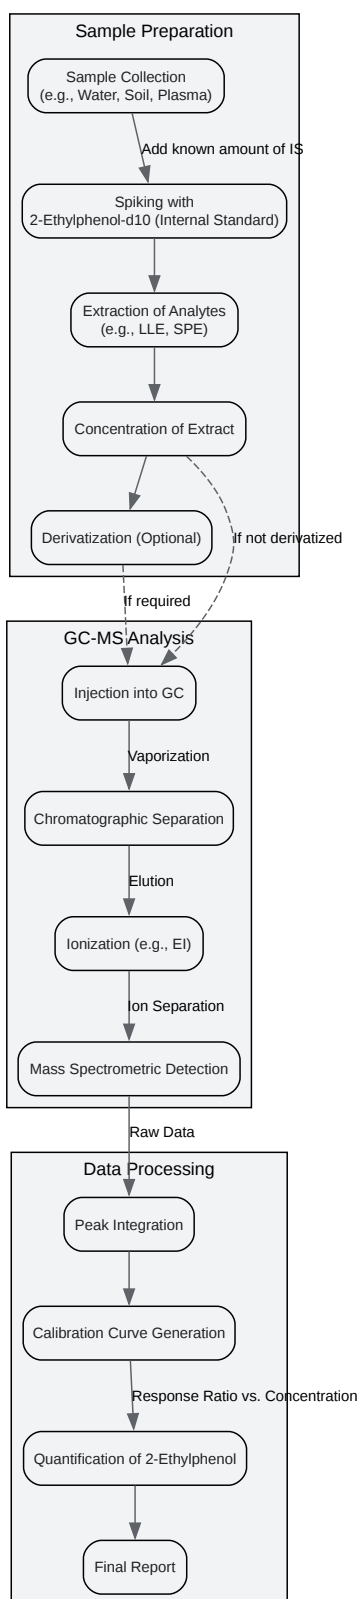 Sample Preparation
Sample Collection
(e.g., Water, Soil, Plasma)
Add known amount of IS
Spiking with
2-Ethylphenol-d10 (Internal Standard)
Extraction of Analytes
(e.g., LLE, SPE)
Concentration of Extract
Derivatization (Optional)
If not derivatized
If required
GC-MS Analysis
Injection into GC
Vaporization
Chromatographic Separation
Elution
Ionization (e.g., EI)
Ion Separation
Mass Spectrometric Detection
Raw Data
Data Processing
Peak Integration
Calibration Curve Generation
Response Ratio vs. Concentration
Quantification of 2-Ethylphenol
Final Report